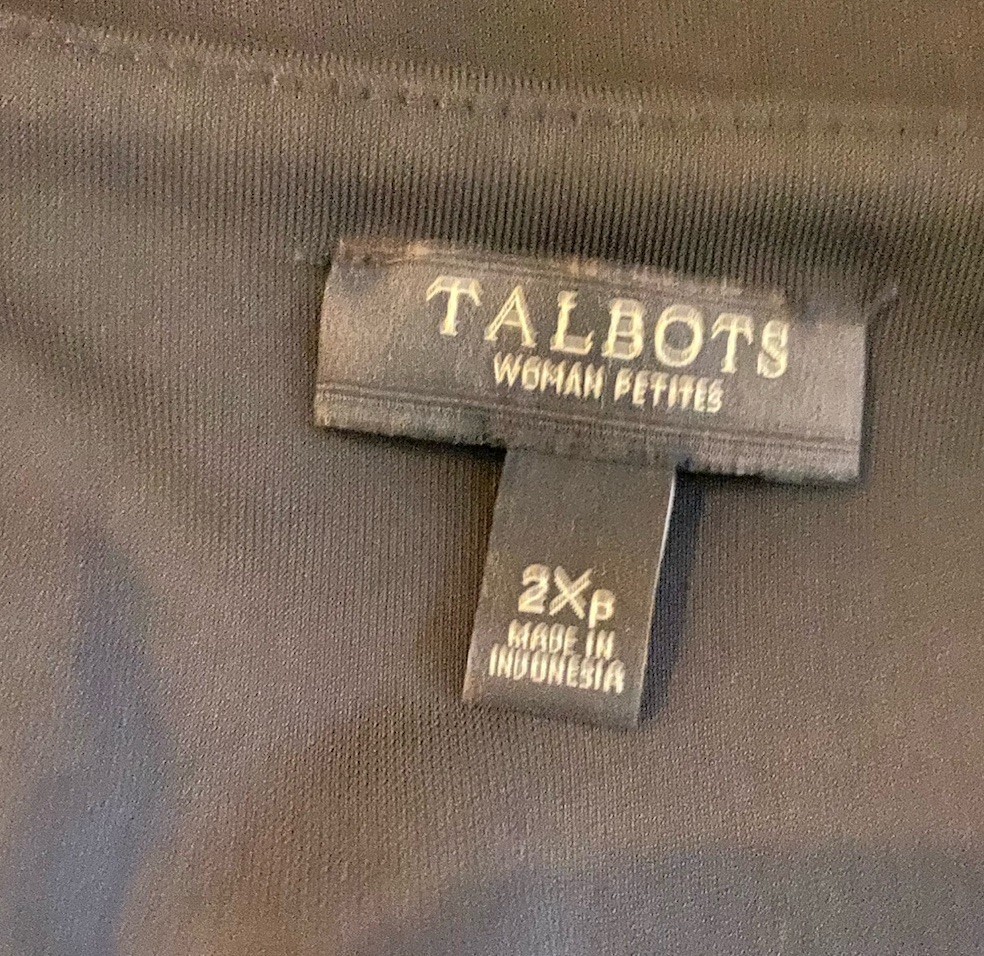 TALBOTS
WOMAN PETITES
2Xp
MADE IN
INDONESIA